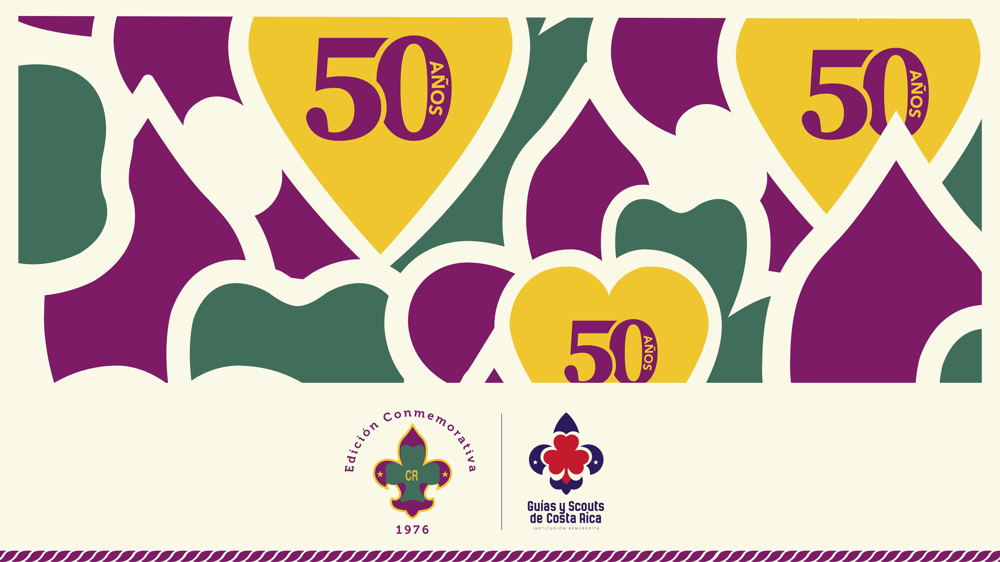 50
AÑOS
50
AÑOS
50
AÑOS
Edición Conmemorativa
CR
1976
Guías y Scouts
de Costa Rica
INSTITUCIÓN BENEMÉRITA